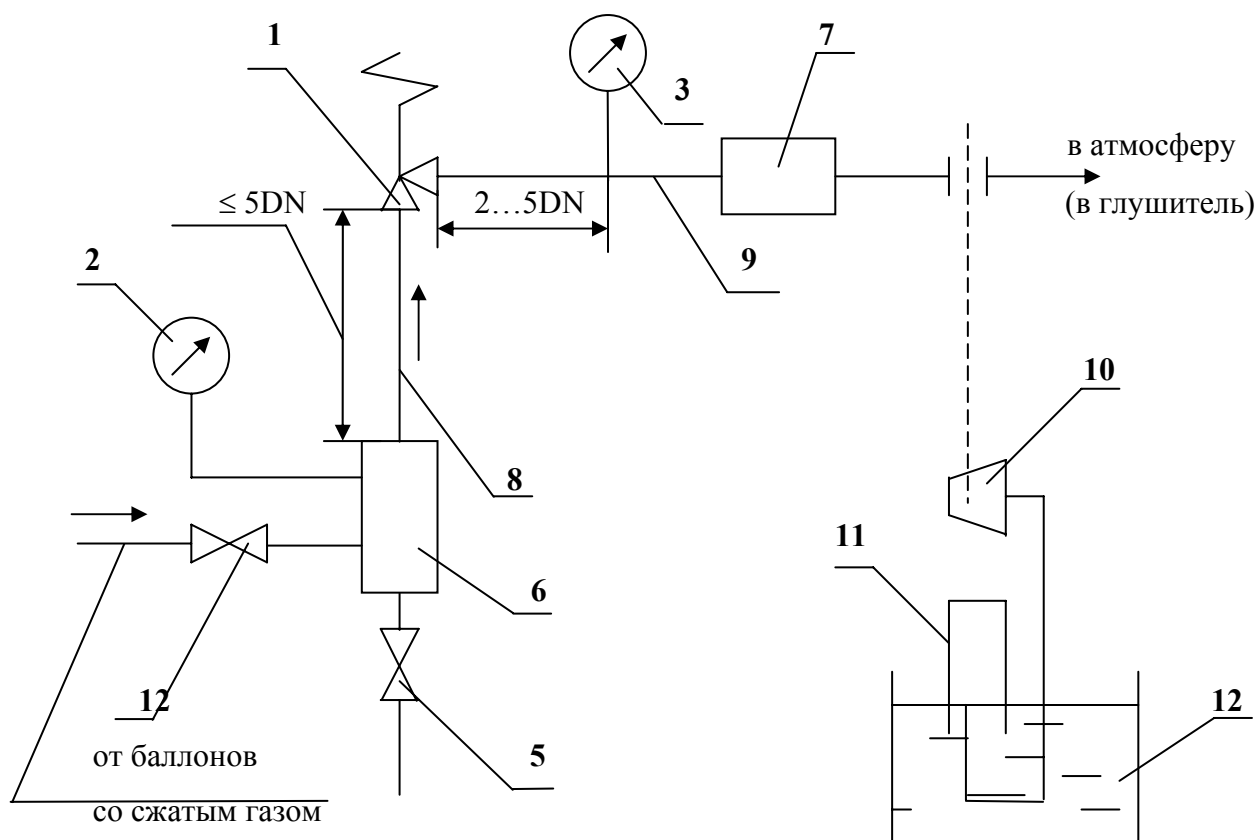 1
7
3
в атмосферу
(в глушитель)
≤ 5DN
2…5DN
9
2
10
8
11
6
12
12
от баллонов
5
со сжатым газом